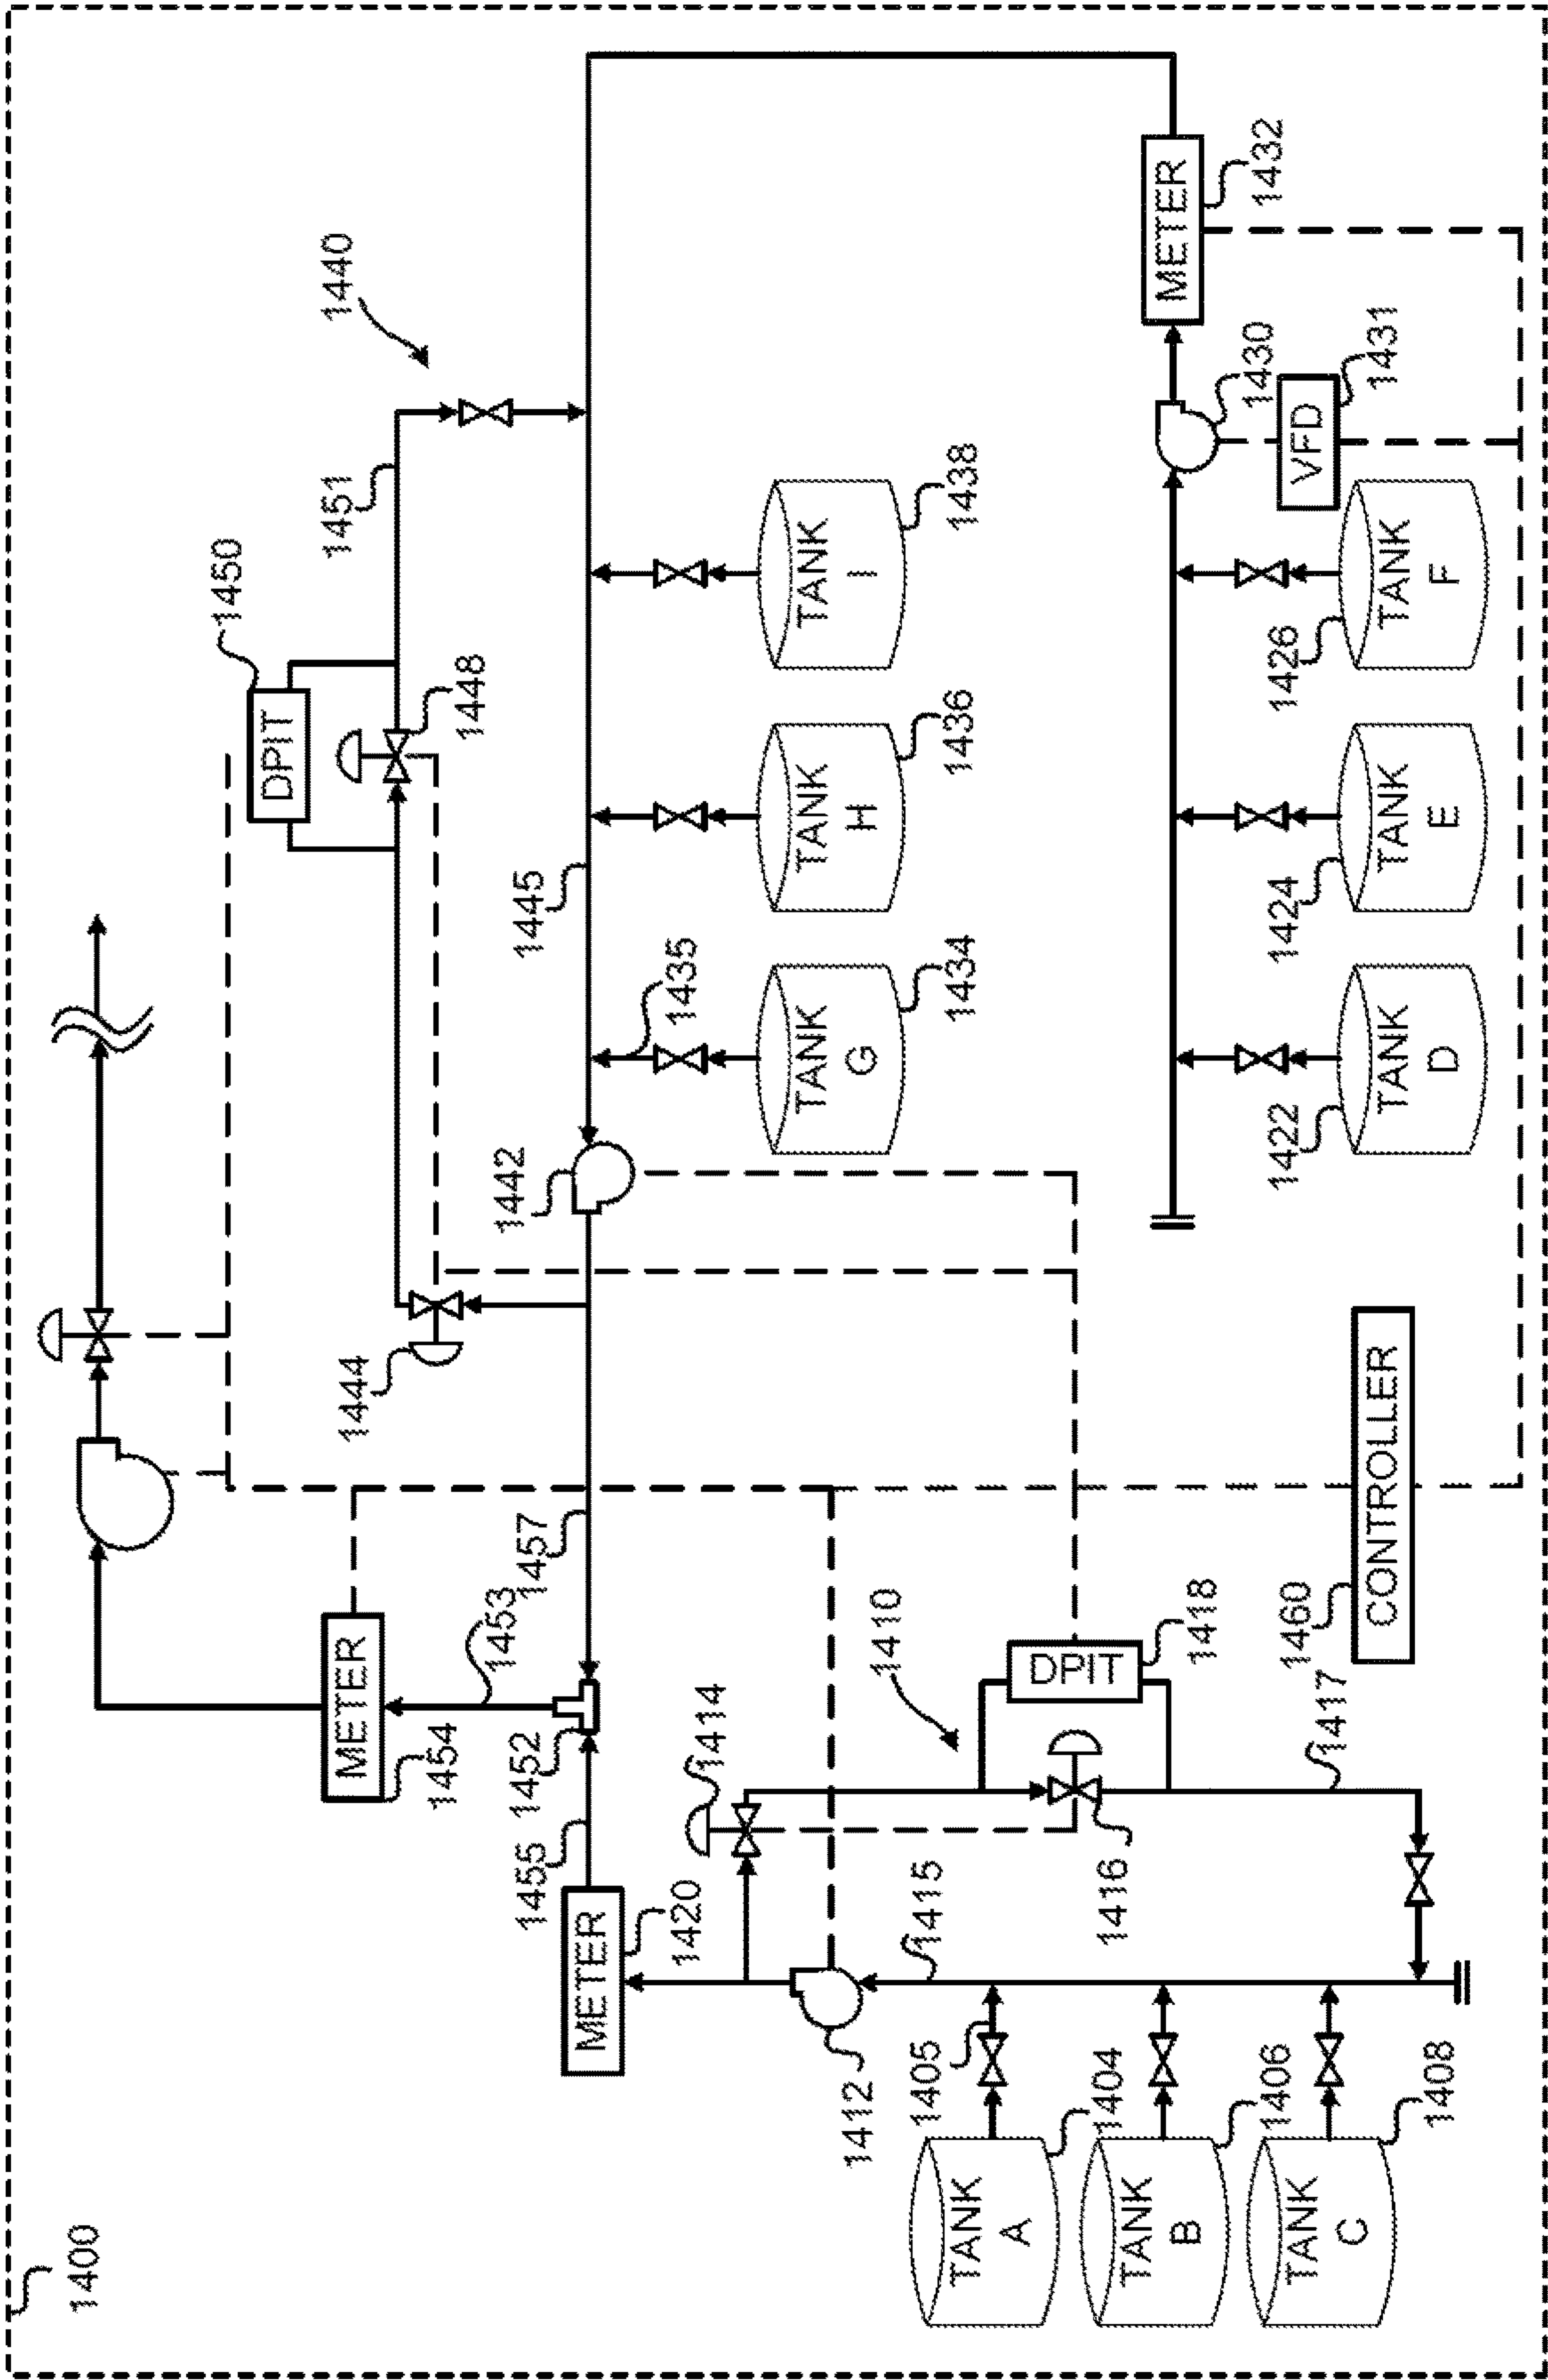 1400
1440
1450
1451
DPIT
1448
1444
1445
1442
1435
TANK
G
1434
TANK
H
1436
TANK
I
1438
METER
1432
1430
VFD
1431
TANK
D
1422
TANK
E
1424
TANK
F
1426
METER
1454
1453
1457
1452
1455
METER
1420
1414
1410
DPIT
1418
1416
1417
1415
1412
1405
TANK
A
1404
TANK
B
1406
TANK
C
1408
CONTROLLER
1460